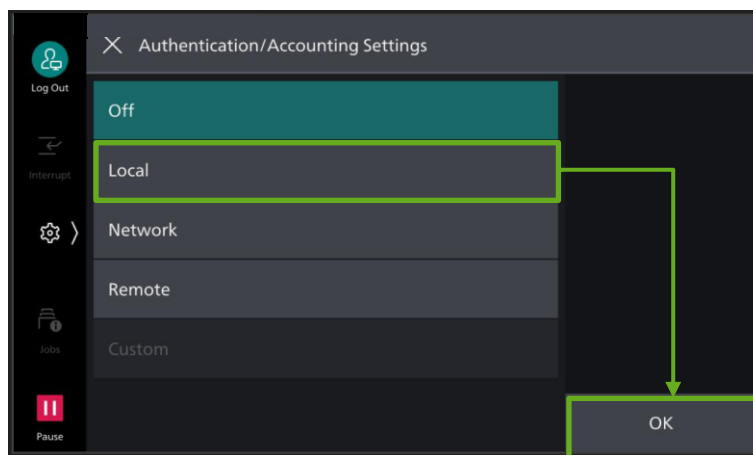 Authentication/Accounting Settings
Log Out
Off
Interrupt
Local
Network
Remote
Jobs
Custom
Pause
OK